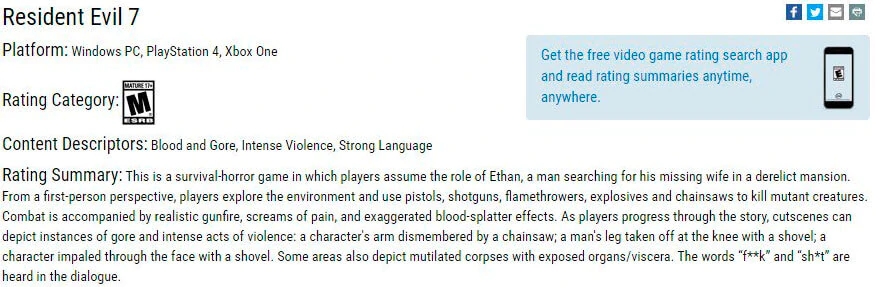 Resident Evil 7
Platform: Windows PC, PlayStation 4, Xbox One
Get the free video game rating search app
and read rating summaries anytime,
anywhere.
Rating Category: MATURE 17+
M
ESRB
Content Descriptors: Blood and Gore, Intense Violence, Strong Language
Rating Summary: This is a survival-horror game in which players assume the role of Ethan, a man searching for his missing wife in a derelict mansion.
From a first-person perspective, players explore the environment and use pistols, shotguns, flamethrowers, explosives and chainsaws to kill mutant creatures.
Combat is accompanied by realistic gunfire, screams of pain, and exaggerated blood-splatter effects. As players progress through the story, cutscenes can
depict instances of gore and intense acts of violence: a character's arm dismembered by a chainsaw; a man's leg taken off at the knee with a shovel; a
character impaled through the face with a shovel. Some areas also depict mutilated corpses with exposed organs/viscera. The words “f**k” and “sh*t” are
heard in the dialogue.